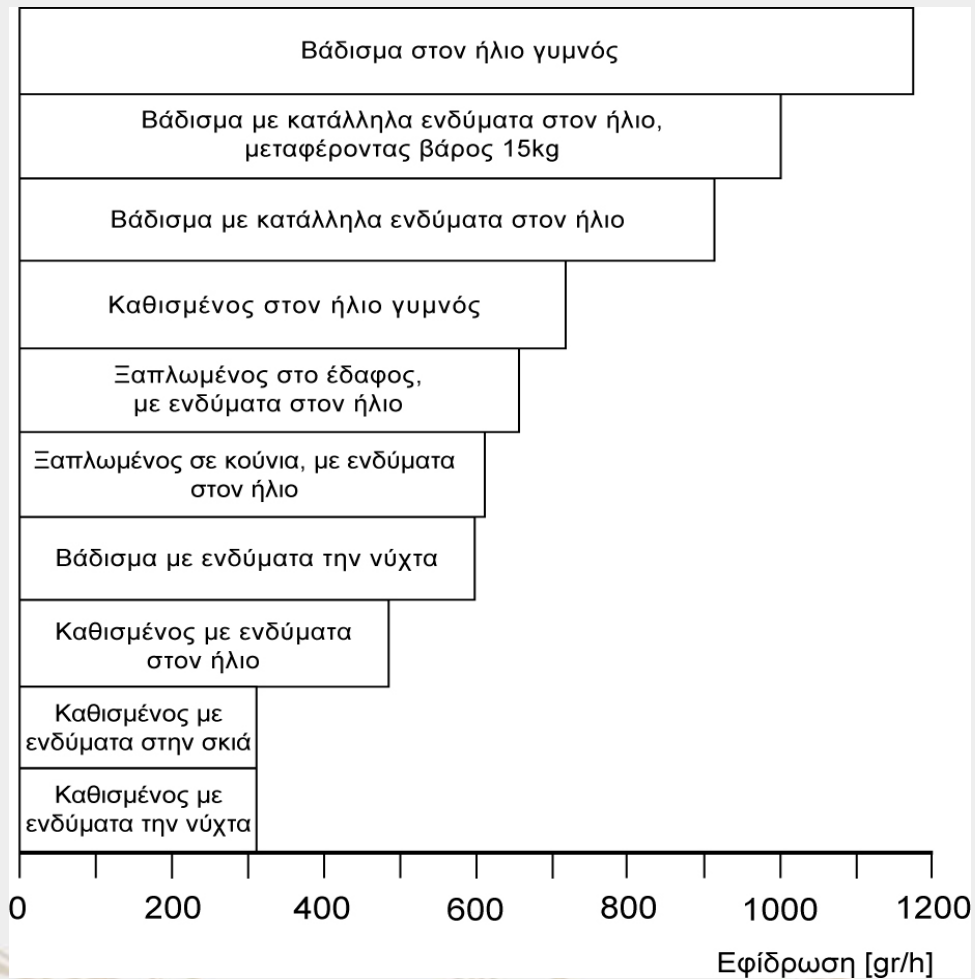 Βάδισμα στον ήλιο γυμνός
Βάδισμα με κατάλληλα ενδύματα στον ήλιο,
μεταφέροντας βάρος 15kg
Βάδισμα με κατάλληλα ενδύματα στον ήλιο
Καθισμένος στον ήλιο γυμνός
Ξαπλωμένος στο έδαφος,
με ενδύματα στον ήλιο
Ξαπλωμένος σε κούνια, με ενδύματα
στον ήλιο
Βάδισμα με ενδύματα την νύχτα
Καθισμένος με ενδύματα
στον ήλιο
Καθισμένος με
ενδύματα στην σκιά
Καθισμένος με
ενδύματα την νύχτα
0 200 400 600 800 1000 1200
Εφίδρωση [gr/h]